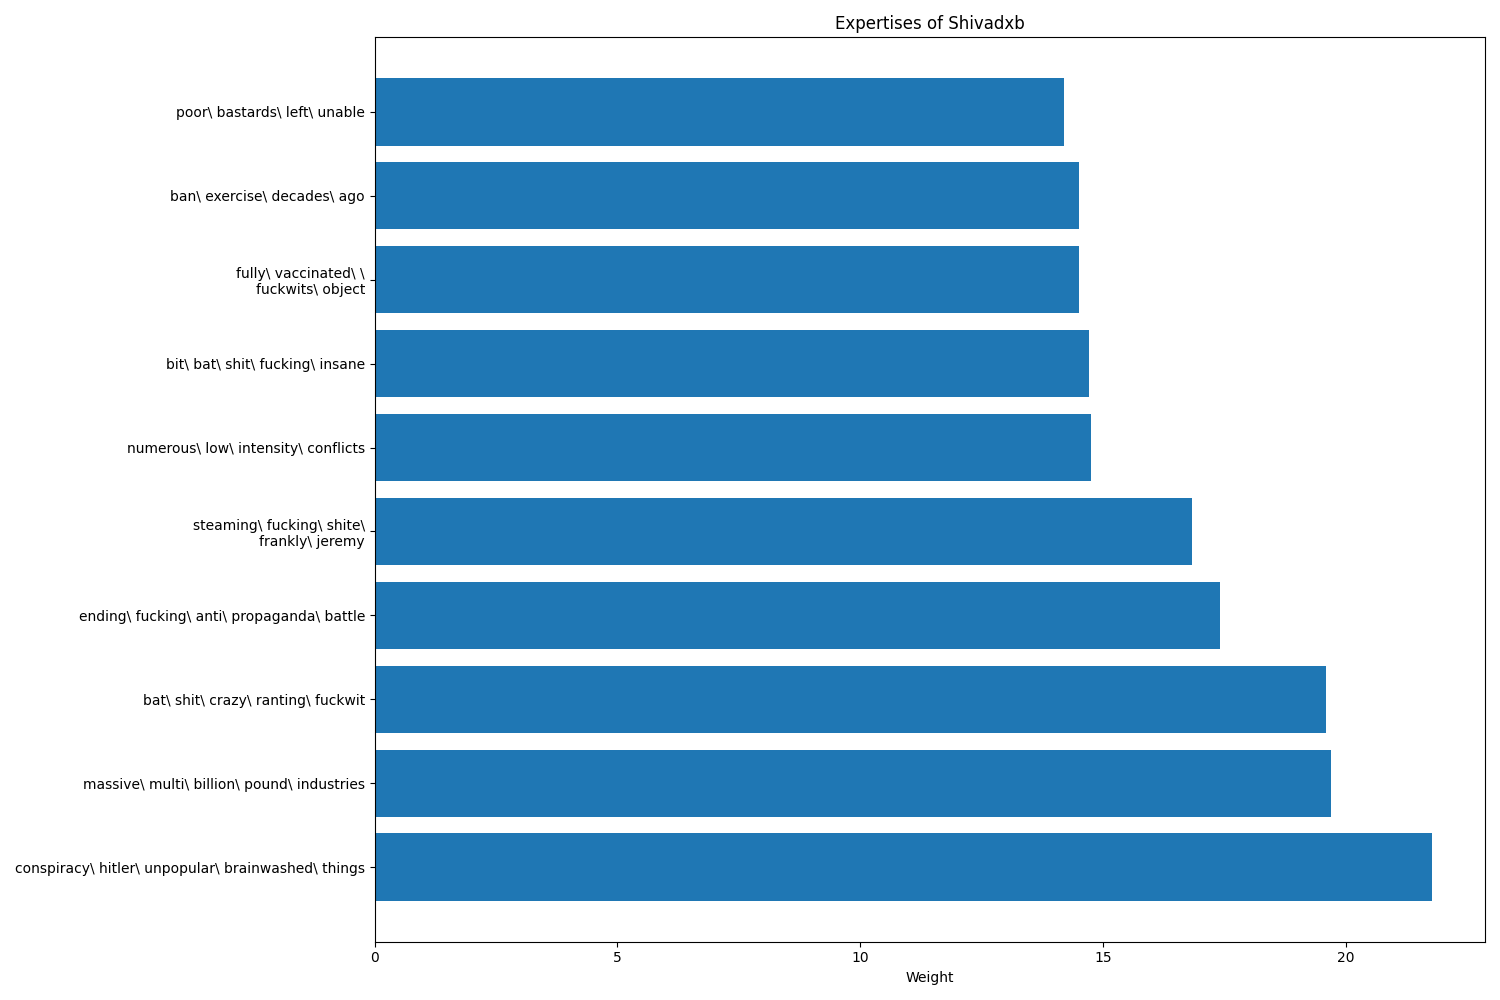 Expertises of Shivadxb
poor\ bastards\ left\ unable
ban\ exercise\ decades\ ago
fully\ vaccinated\ \
fuckwits\ object
bit\ bat\ shit\ fucking\ insane
numerous\ low\ intensity\ conflicts
steaming\ fucking\ shite\
frankly\ jeremy
ending\ fucking\ anti\ propaganda\ battle
bat\ shit\ crazy\ ranting\ fuckwit
massive\ multi\ billion\ pound\ industries
conspiracy\ hitler\ unpopular\ brainwashed\ things
0 5 10 15 20
Weight